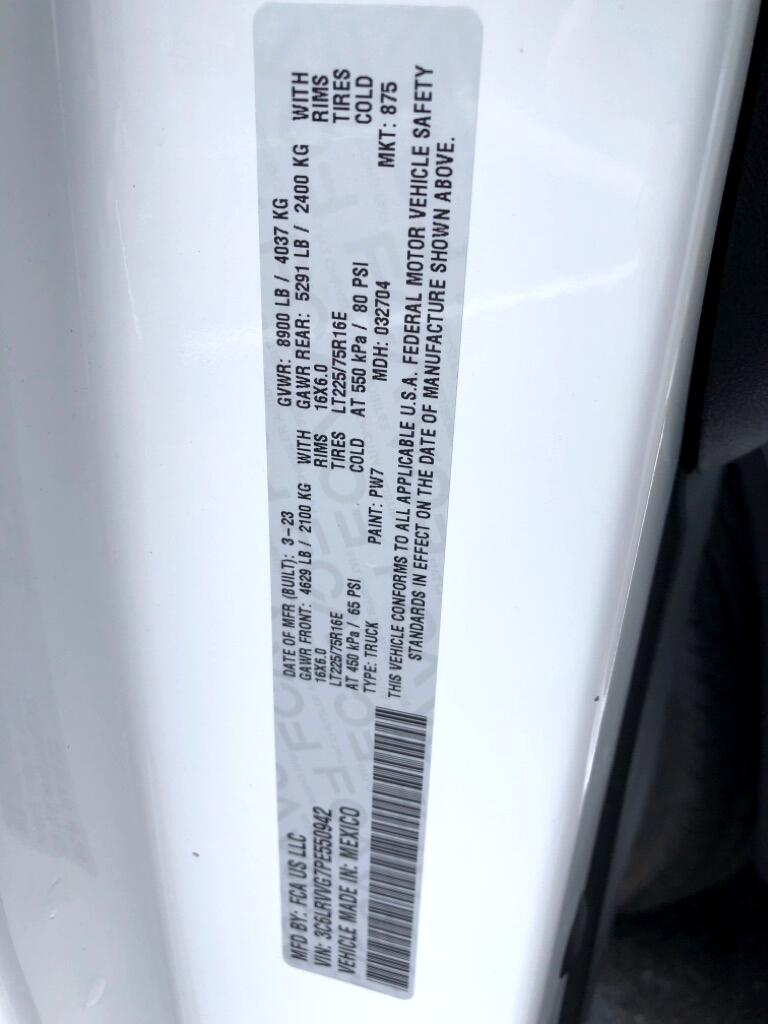 MFD BY: FCA US LLC
VIN: 3C6LRVVG7PE550942
VEHICLE MADE IN: MEXICO
DATE OF MFR (BUILT): 3-23 GVWR: 8900 LB / 4037 KG
GAWR FRONT: 4629 LB / 2100 KG WITH GAWR REAR: 5291 LB / 2400 KG WITH
16X6.0 RIMS 16X6.0 RIMS
LT225/75R16E TIRES LT225/75R16E TIRES
AT 450 kPa / 65 PSI COLD AT 550 kPa / 80 PSI COLD
TYPE: TRUCK PAINT: PW7 MDH: 032704 MKT: 875
THIS VEHICLE CONFORMS TO ALL APPLICABLE U.S.A. FEDERAL MOTOR VEHICLE SAFETY
STANDARDS IN EFFECT ON THE DATE OF MANUFACTURE SHOWN ABOVE.